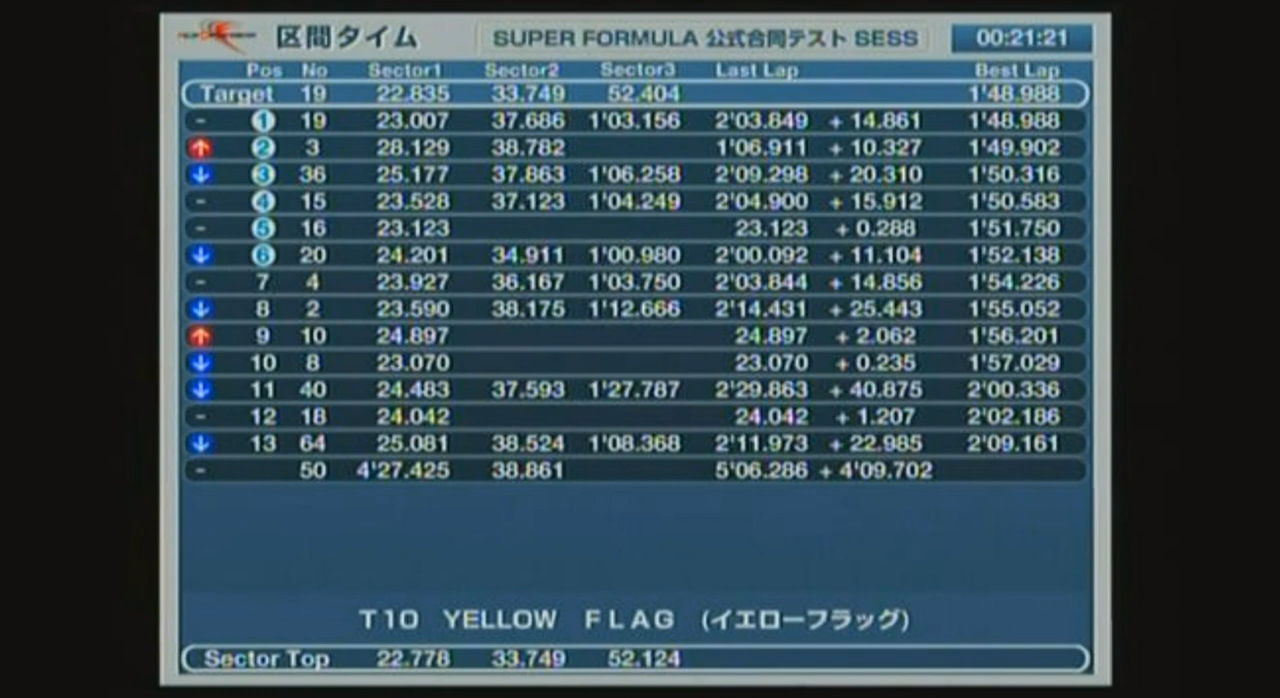 区間タイム SUPER FORMULA 公式合同テスト SESS 00:21:21
Pos No Sector1 Sector2 Sector3 Last Lap Best Lap
Target 19 22.835 33.749 52.404 1'48.988
- 1 19 23.007 37.686 1'03.156 2'03.849 + 14.861 1'48.988
↑ 2 3 28.129 38.782 1'06.911 + 10.327 1'49.902
↓ 3 36 25.177 37.863 1'06.258 2'09.298 + 20.310 1'50.316
- 4 15 23.528 37.123 1'04.249 2'04.900 + 15.912 1'50.583
- 5 16 23.123 23.123 + 0.288 1'51.750
↓ 6 20 24.201 34.911 1'00.980 2'00.092 + 11.104 1'52.138
- 7 4 23.927 36.167 1'03.750 2'03.844 + 14.856 1'54.226
↓ 8 2 23.590 38.175 1'12.666 2'14.431 + 25.443 1'55.052
↑ 9 10 24.897 24.897 + 2.062 1'56.201
↓ 10 8 23.070 23.070 + 0.235 1'57.029
↓ 11 40 24.483 37.593 1'27.787 2'29.863 + 40.875 2'00.336
- 12 18 24.042 24.042 + 1.207 2'02.186
↓ 13 64 25.081 38.524 1'08.368 2'11.973 + 22.985 2'09.161
- 50 4'27.425 38.861 5'06.286 + 4'09.702
T10 YELLOW FLAG (イエローフラッグ)
Sector Top 22.778 33.749 52.124